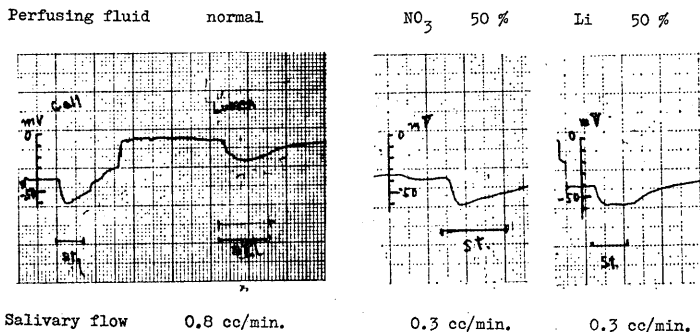 Perfusing fluid normal NO3 50 % Li 50 %
Cell Lumen
mV mV mV
0 0 0
-50 -50 -50
st. st. st. st.
Salivary flow 0.8 cc/min. 0.3 cc/min. 0.3 cc/min.